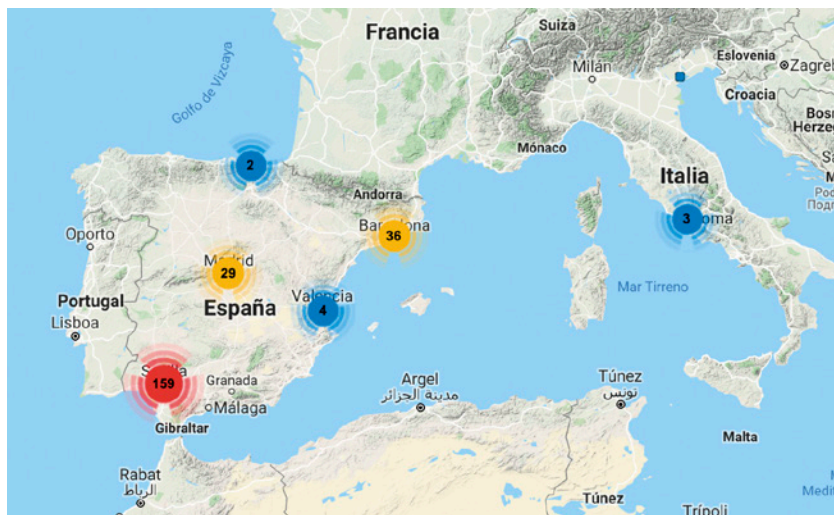 Francia
Suiza
Milán
Eslovenia
Zagreb
Croacia
Golfo de Vizcaya
Mónaco
2
Andorra
Italia
Oporto
Barcelona
36
3
Roma
Madrid
29
Mar Tirreno
Portugal
España
Valencia
4
Lisboa
Sevilla
159
Granada
Málaga
Argel
مدينة الجزائر
Túnez
تونس
Gibraltar
Malta
Rabat
الرباط
Túnez
Trípoli